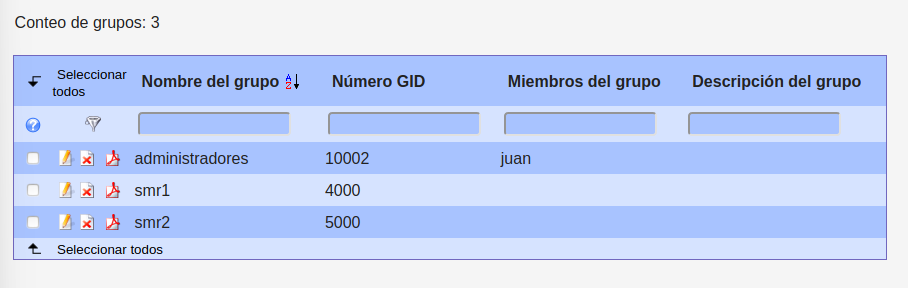 Conteo de grupos: 3
Seleccionar todos Nombre del grupo AZ Número GID Miembros del grupo Descripción del grupo
administradores 10002 juan
smr1 4000
smr2 5000
Seleccionar todos